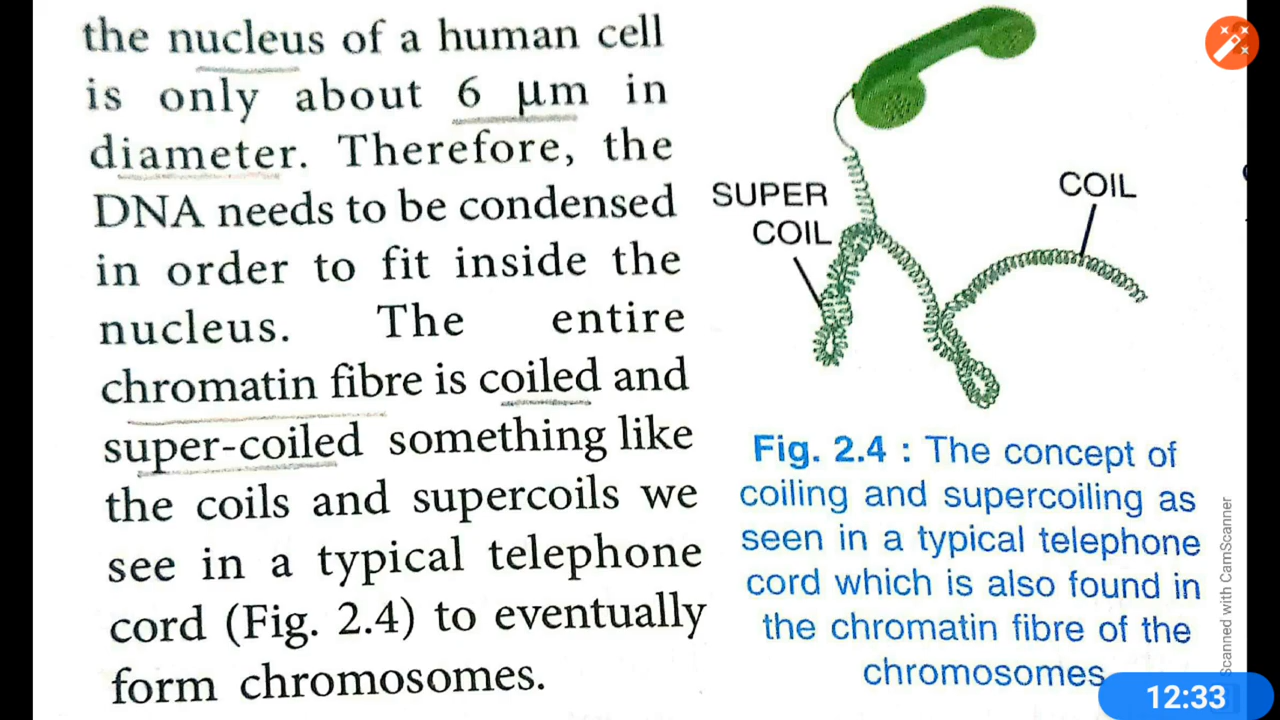 the nucleus of a human cell
is only about 6 μm in
diameter. Therefore, the
DNA needs to be condensed
in order to fit inside the
nucleus. The entire
chromatin fibre is coiled and
super-coiled something like
the coils and supercoils we
see in a typical telephone
cord (Fig. 2.4) to eventually
form chromosomes.
SUPER
COIL
COIL
Fig. 2.4 : The concept of
coiling and supercoiling as
seen in a typical telephone
cord which is also found in
the chromatin fibre of the
chromosomes
Scanned with CamScanner
12:33